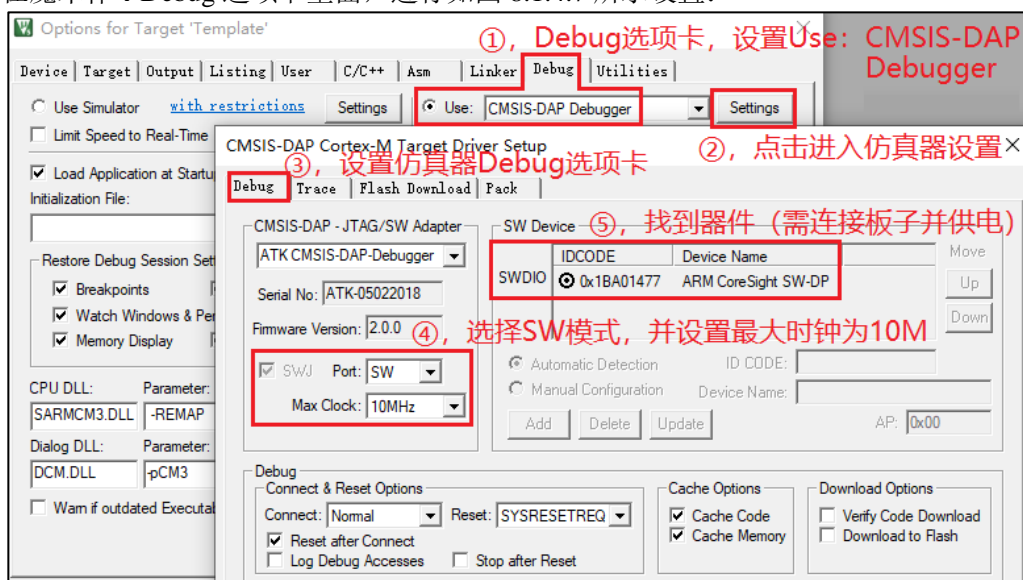 Options for Target 'Template'
①，Debug选项卡，设置Use：CMSIS-DAP
Debugger
Device Target Output Listing User C/C++ Asm Linker Debug Utilities
Use Simulator with restrictions Settings Use: CMSIS-DAP Debugger Settings
Limit Speed to Real-Time
②，点击进入仿真器设置
CMSIS-DAP Cortex-M Target Driver Setup
③，设置仿真器Debug选项卡
Load Application at Startu
Initialization File:
Debug Trace Flash Download Pack
CMSIS-DAP - JTAG/SW Adapter
ATK CMSIS-DAP-Debugger
Serial No: ATK-05022018
Firmware Version: 2.0.0
SW Device
⑤，找到器件（需连接板子并供电）
IDCODE Device Name Move
SWDIO 0x1BA01477 ARM CoreSight SW-DP Up
Down
④，选择SW模式，并设置最大时钟为10M
SWJ Port: SW
Max Clock: 10MHz
Automatic Detection ID CODE:
Manual Configuration Device Name:
Add Delete Update AP: 0x00
Restore Debug Session Set
Breakpoints
Watch Windows & Per
Memory Display
CPU DLL: Parameter:
SARMCM3.DLL -REMAP
Dialog DLL: Parameter:
DCM.DLL -pCM3
Warn if outdated Executal
Debug
Connect & Reset Options
Connect: Normal Reset: SYSRESETREQ
Reset after Connect
Log Debug Accesses Stop after Reset
Cache Options
Cache Code
Cache Memory
Download Options
Verify Code Download
Download to Flash